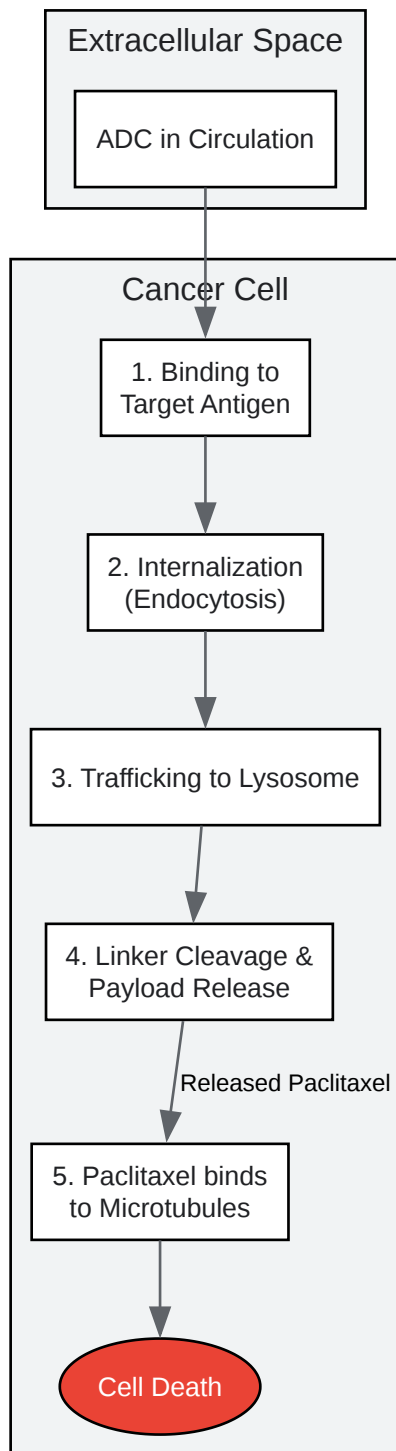 Extracellular Space
ADC in Circulation
Cancer Cell
1. Binding to
Target Antigen
2. Internalization
(Endocytosis)
3. Trafficking to Lysosome
4. Linker Cleavage &
Payload Release
Released Paclitaxel
5. Paclitaxel binds
to Microtubules
Cell Death